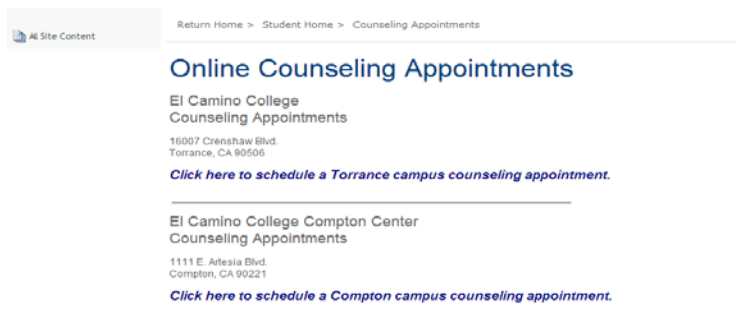 Return Home > Student Home > Counseling Appointments
All Site Content
Online Counseling Appointments
El Camino College
Counseling Appointments
16007 Crenshaw Blvd.
Torrance, CA 90506
Click here to schedule a Torrance campus counseling appointment.
El Camino College Compton Center
Counseling Appointments
1111 E. Artesia Blvd.
Compton, CA 90221
Click here to schedule a Compton campus counseling appointment.